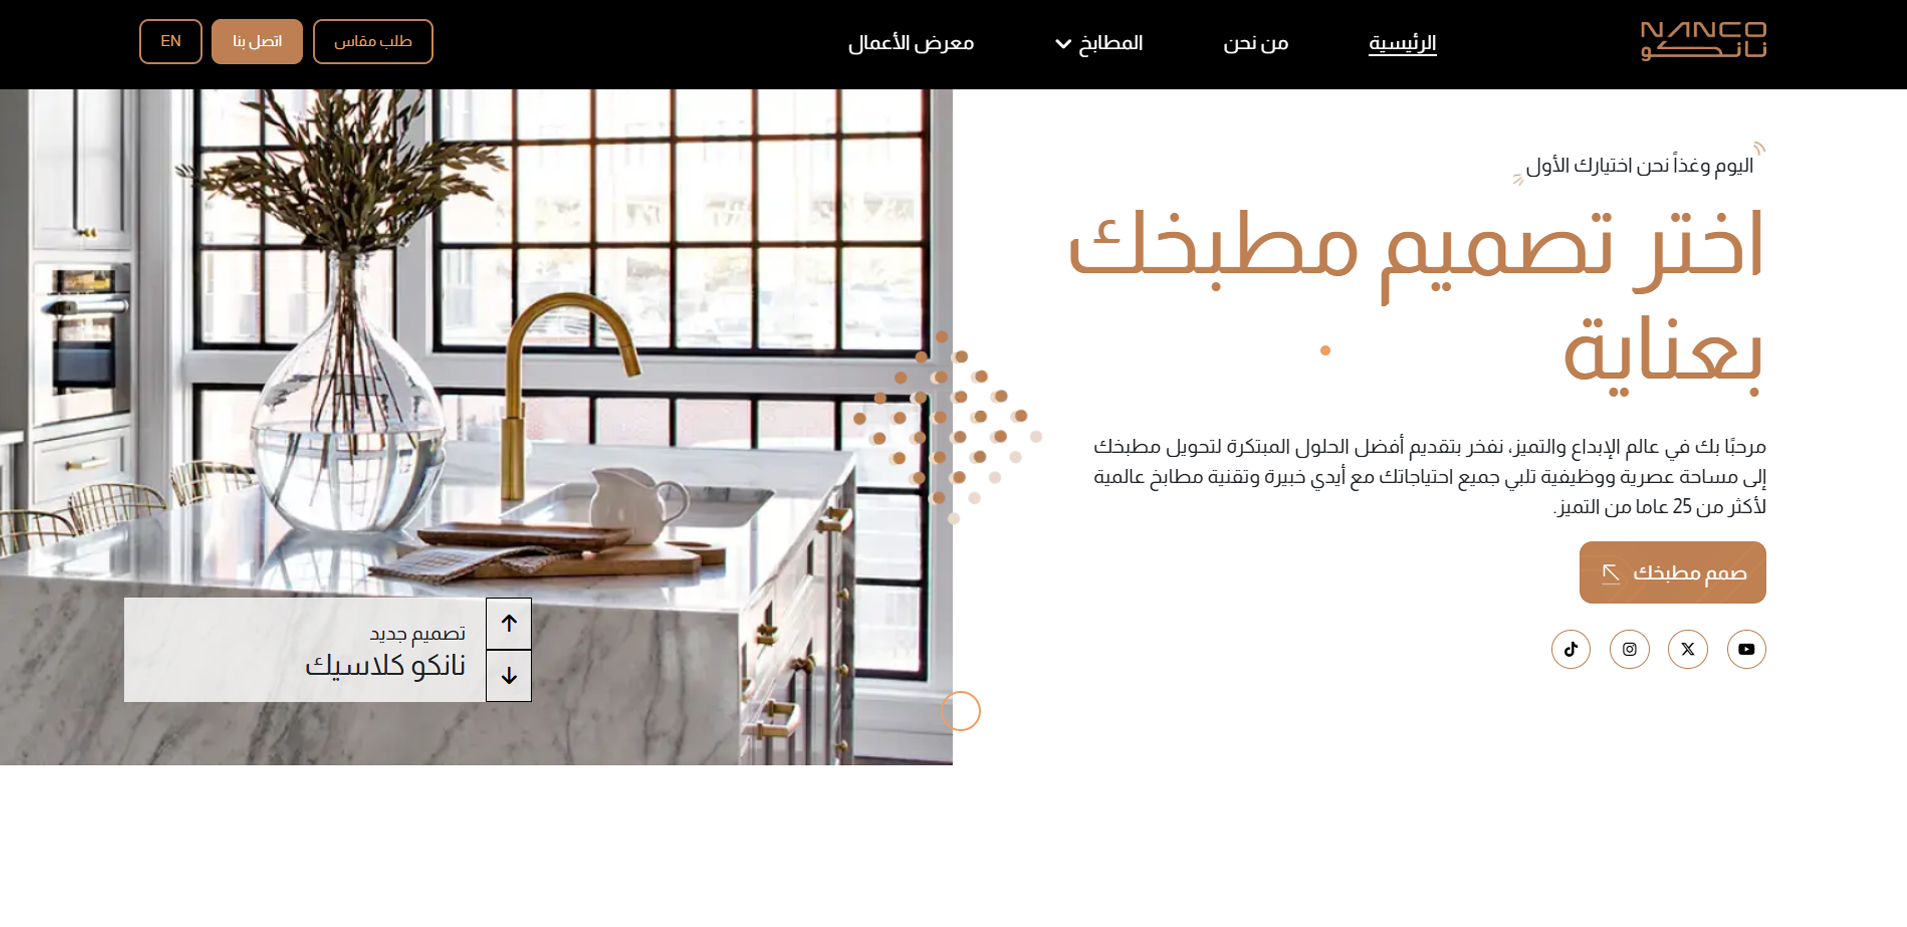 NANCO
نانكو
الرئيسية
من نحن
المطابخ
معرض الأعمال
طلب مقاس
اتصل بنا
EN
اليوم وغذاً نحن اختيارك الأول
اختر تصميم مطبخك
بعناية
مرحبًا بك في عالم الإبداع والتميز، نفخر بتقديم أفضل الحلول المبتكرة لتحويل مطبخك
إلى مساحة عصرية ووظيفية تلبي جميع احتياجاتك مع أيدي خبيرة وتقنية مطابخ عالمية
لأكثر من 25 عاما من التميز.
صمم مطبخك
تصميم جديد
نانكو كلاسيك